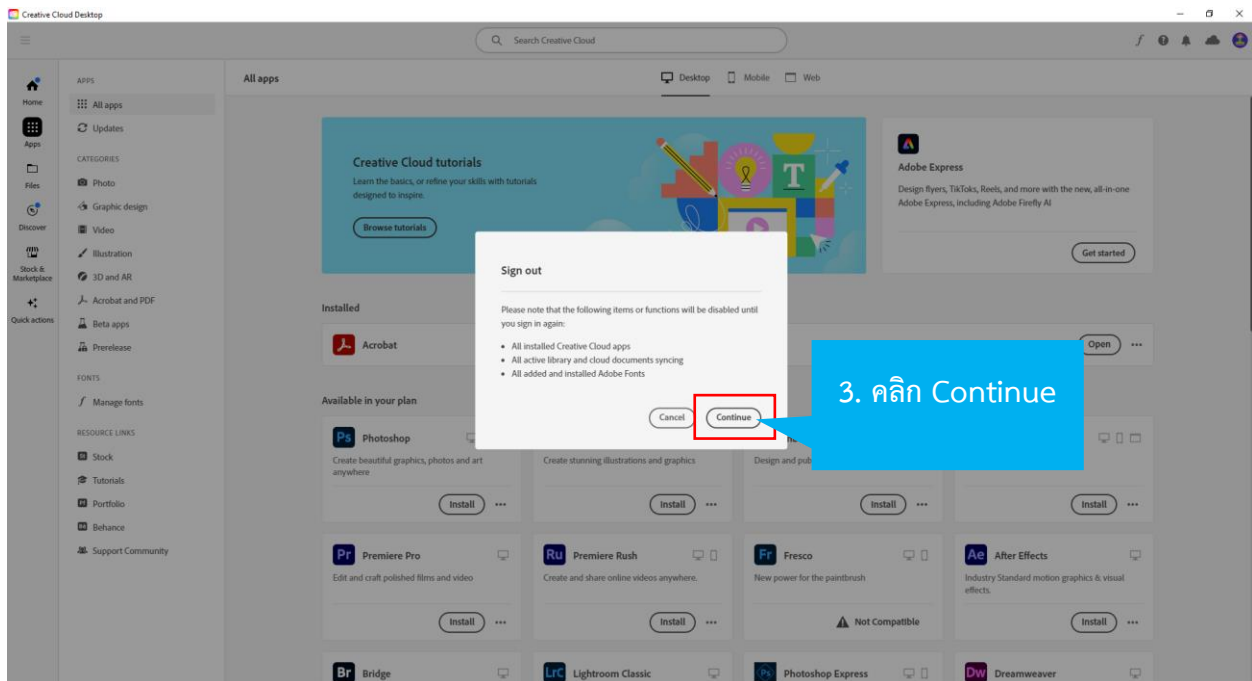 Creative Cloud Desktop
Search Creative Cloud
Home
Apps
Files
Discover
Stock &
Marketplace
Quick actions
APPS
All apps
Updates
CATEGORIES
Photo
Graphic design
Video
Illustration
3D and AR
Acrobat and PDF
Beta apps
Prerelease
FONTS
Manage fonts
RESOURCE LINKS
Stock
Tutorials
Portfolio
Behance
Support Community
All apps
Desktop
Mobile
Web
Creative Cloud tutorials
Learn the basics, or refine your skills with tutorials
designed to inspire.
Browse tutorials
T
Adobe Express
Design flyers, TikToks, Reels, and more with the new, all-in-one
Adobe Express, including Adobe Firefly AI
Get started
Sign out
Please note that the following items or functions will be disabled until
you sign in again:
• All installed Creative Cloud apps
• All active library and cloud documents syncing
• All added and installed Adobe Fonts
Cancel
Continue
3. คลิก Continue
Installed
Acrobat
Open
Available in your plan
Ps Photoshop
Create beautiful graphics, photos and art
anywhere
Install
Create stunning illustrations and graphics
Install
Design and
Install
Install
Pr Premiere Pro
Edit and craft polished films and video
Install
Ru Premiere Rush
Create and share online videos anywhere.
Install
Fr Fresco
New power for the paintbrush
Not Compatible
Ae After Effects
Industry Standard motion graphics & visual
effects.
Install
Br Bridge
LrC Lightroom Classic
Ps Photoshop Express
Dw Dreamweaver